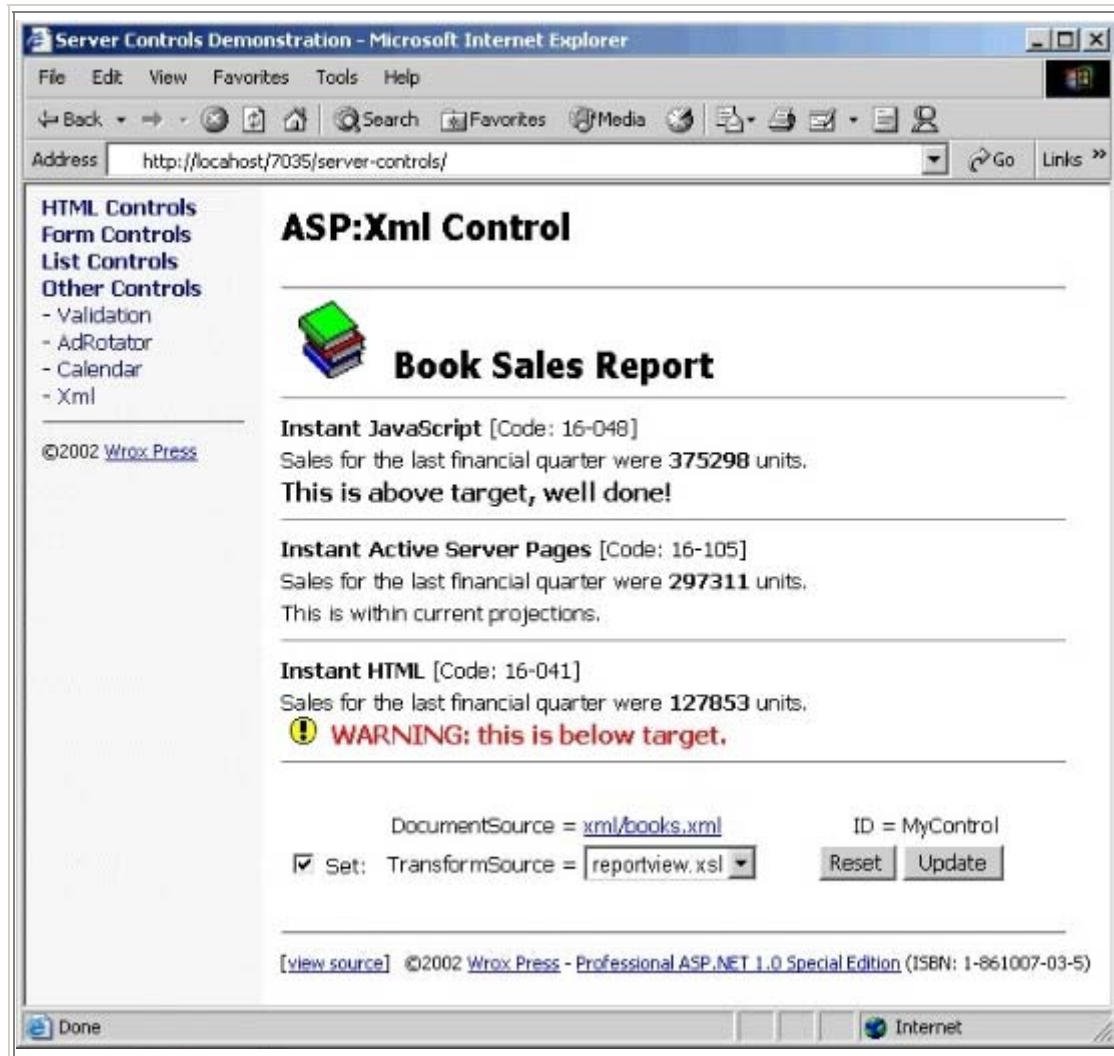 Server Controls Demonstration - Microsoft Internet Explorer
File Edit View Favorites Tools Help
Back Search Favorites Media
Address http://locahost/7035/server-controls/ Go Links »
HTML Controls
Form Controls
List Controls
Other Controls
- Validation
- AdRotator
- Calendar
- Xml
©2002 Wrox Press
ASP:Xml Control
Book Sales Report
Instant JavaScript [Code: 16-048]
Sales for the last financial quarter were 375298 units.
This is above target, well done!
Instant Active Server Pages [Code: 16-105]
Sales for the last financial quarter were 297311 units.
This is within current projections.
Instant HTML [Code: 16-041]
Sales for the last financial quarter were 127853 units.
WARNING: this is below target.
DocumentSource = xml/books.xml ID = MyControl
Set: TransformSource = reportview.xsl Reset Update
[view source] ©2002 Wrox Press - Professional ASP.NET 1.0 Special Edition (ISBN: 1-861007-03-5)
Done Internet